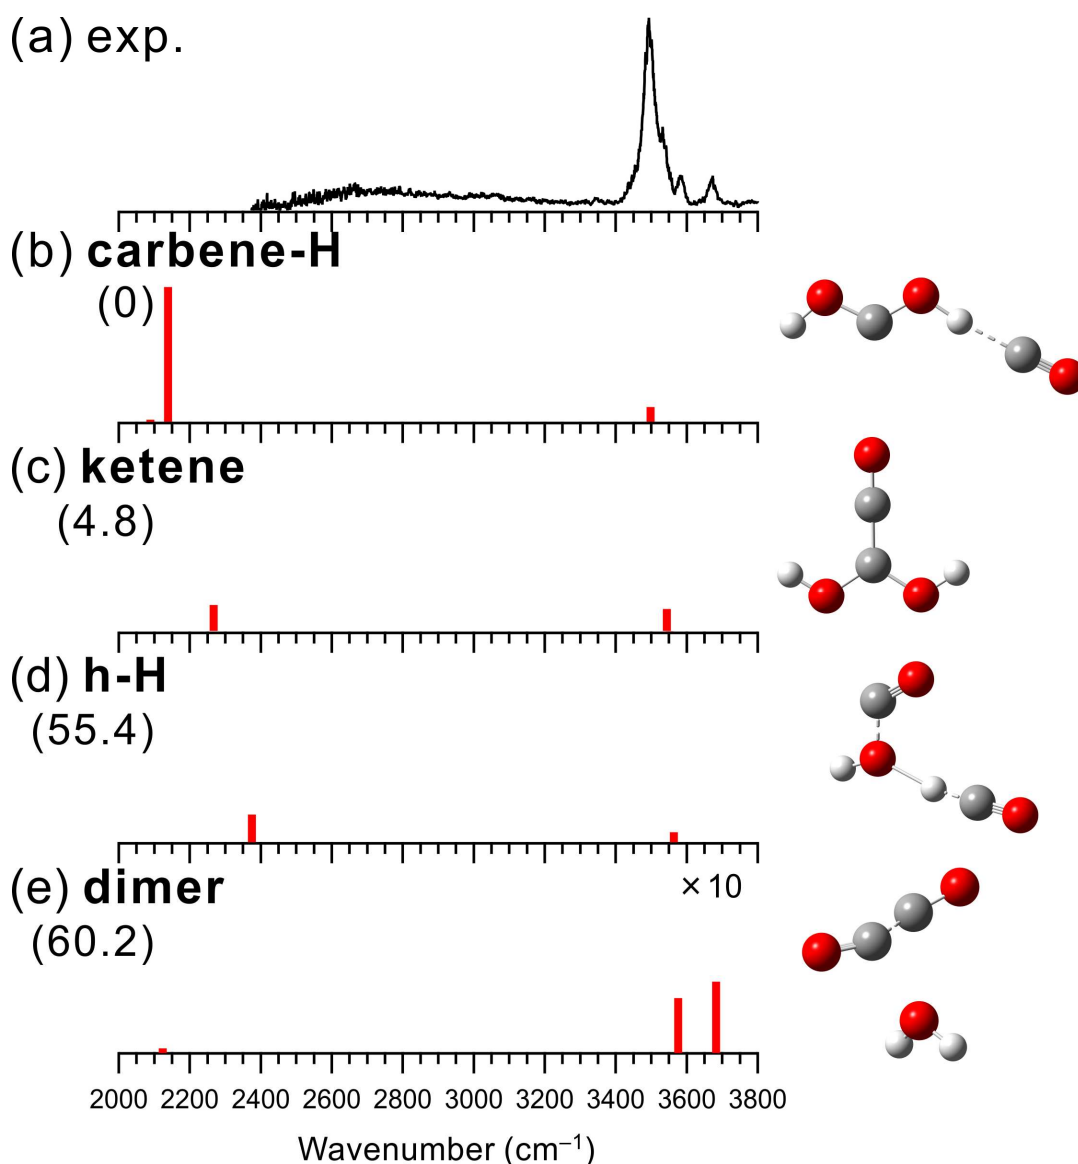 (a) exp.
(b) carbene-H
(0)
(c) ketene
(4.8)
(d) h-H
(55.4)
(e) dimer
×10
(60.2)
2000 2200 2400 2600 2800 3000 3200 3400 3600 3800
Wavenumber (cm⁻¹)